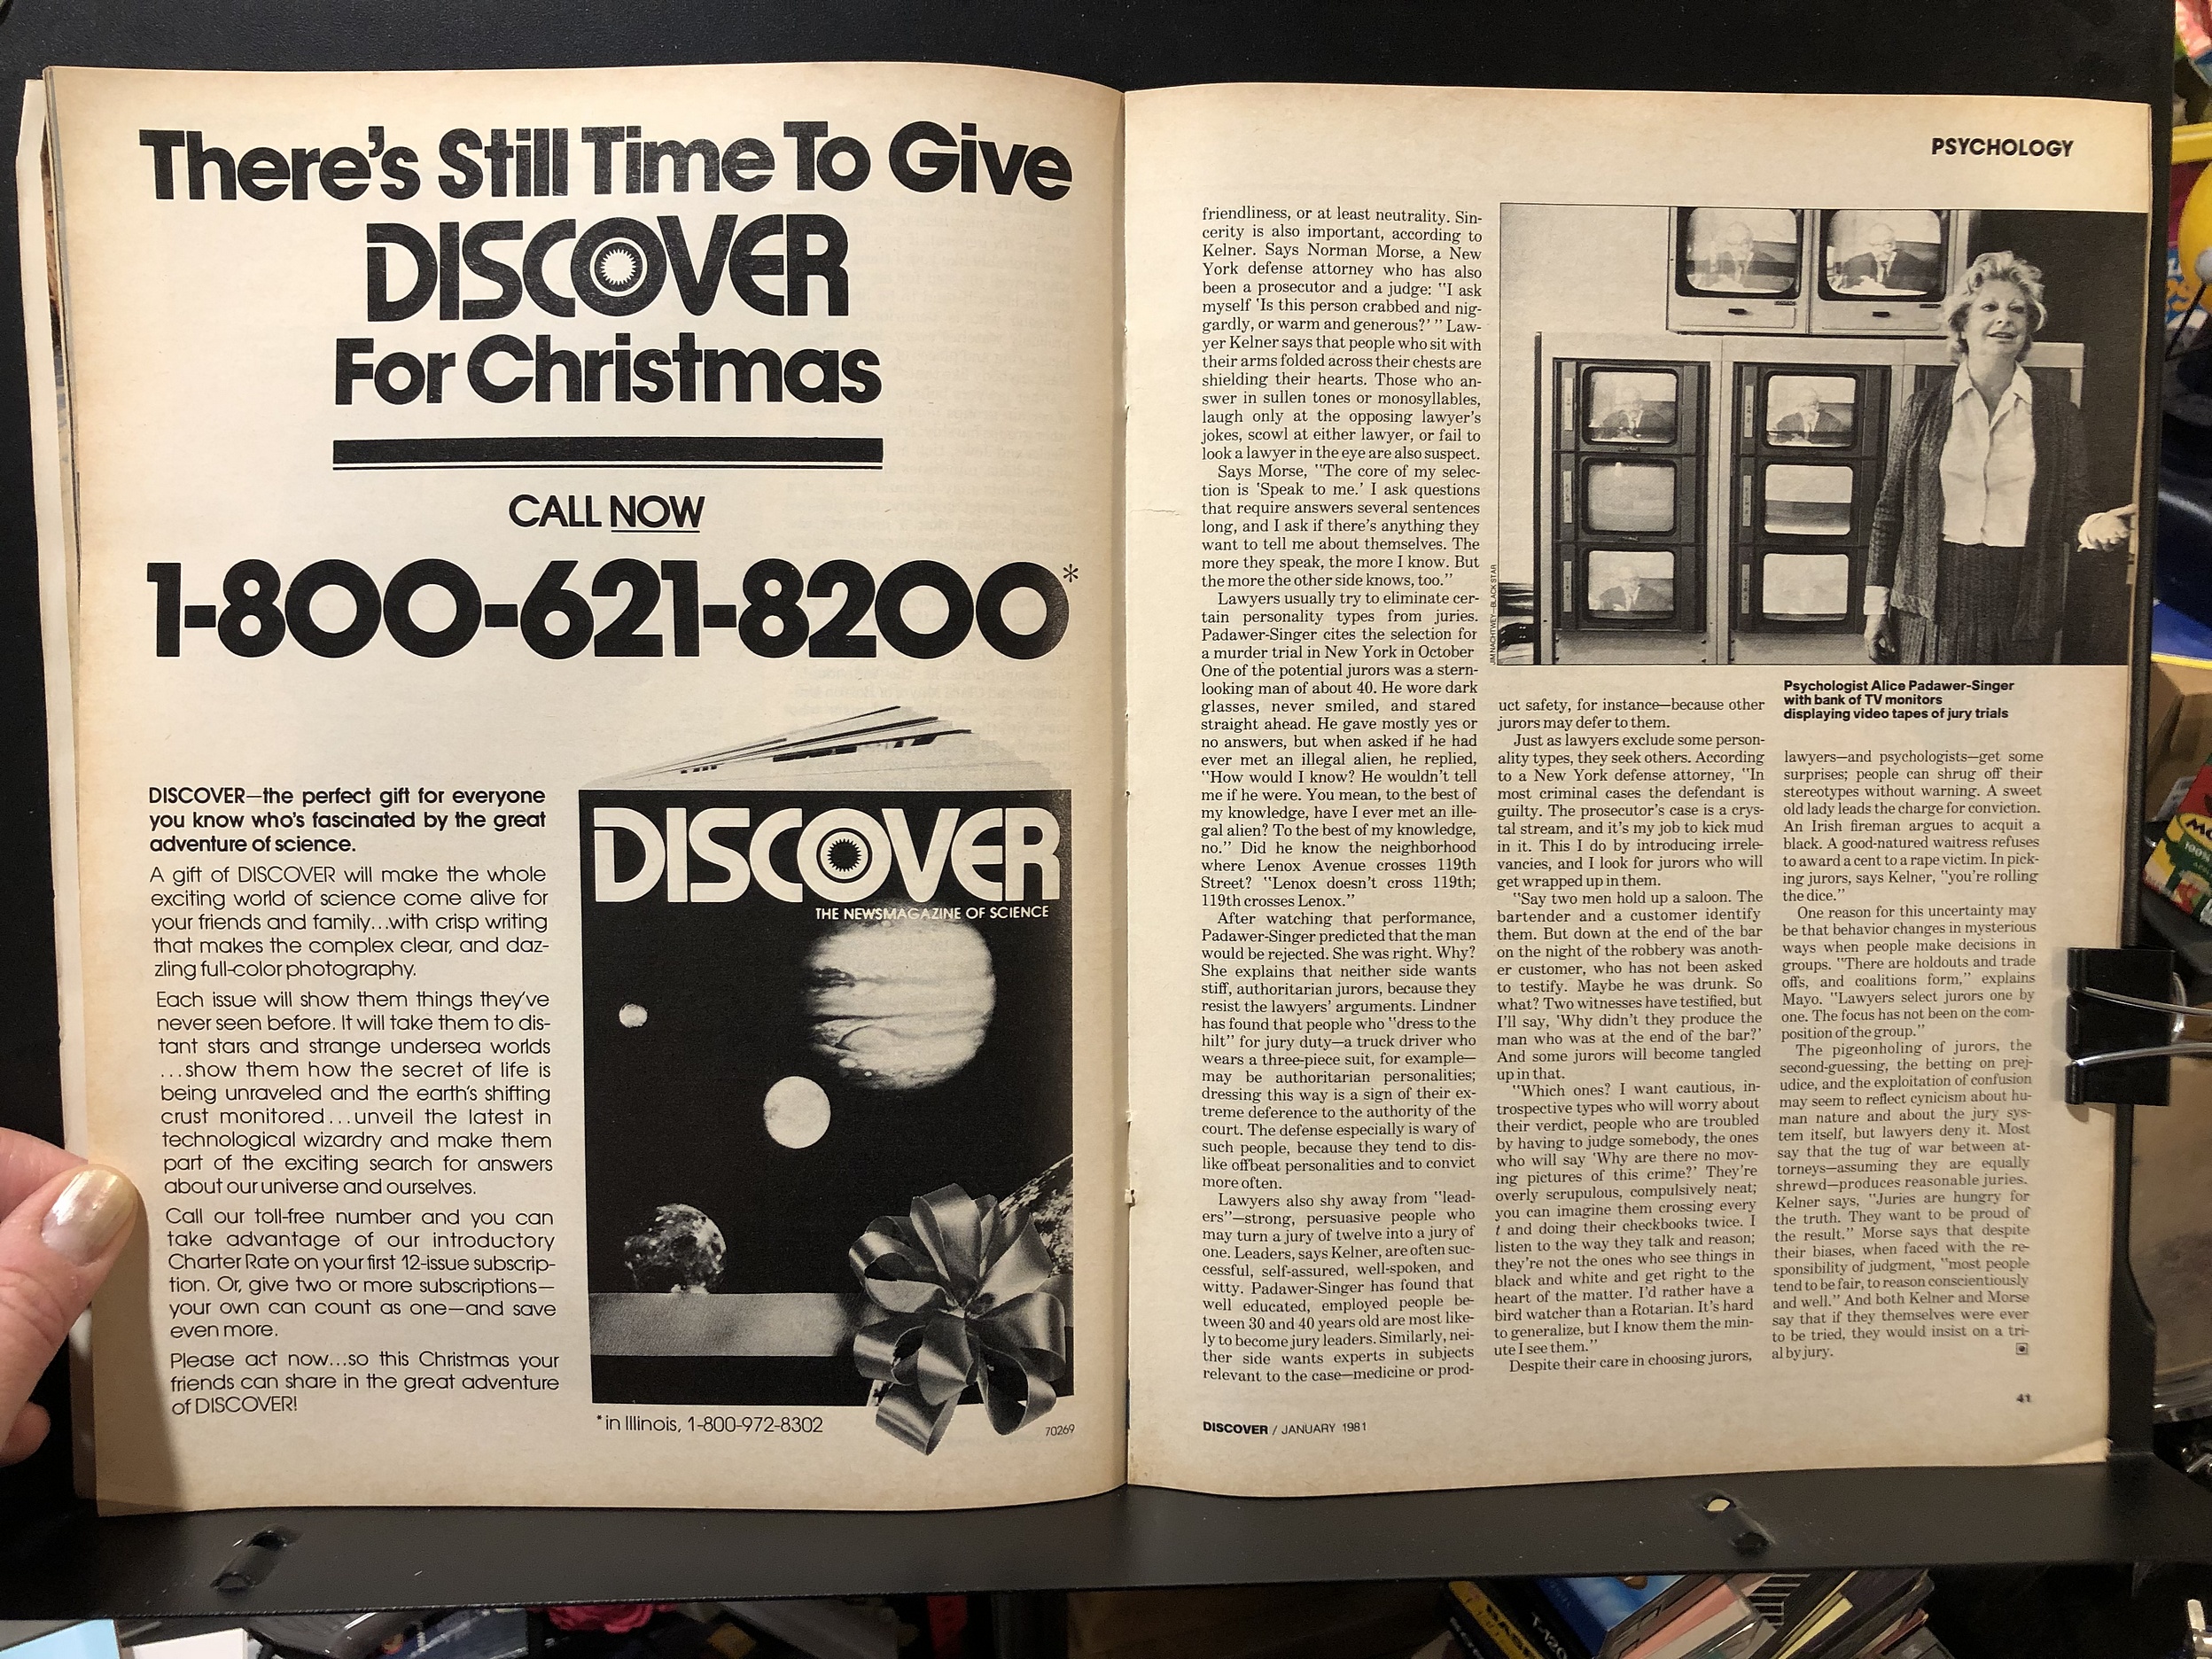 There's Still Time To Give
DISCOVER
For Christmas
CALL NOW
1-800-621-8200*
DISCOVER—the perfect gift for everyone
you know who's fascinated by the great
adventure of science.
A gift of DISCOVER will make the whole
exciting world of science come alive for
your friends and family...with crisp writing
that makes the complex clear, and daz-
zling full-color photography.
Each issue will show them things they've
never seen before. It will take them to dis-
tant stars and strange undersea worlds
...show them how the secret of life is
being unraveled and the earth's shifting
crust monitored...unveil the latest in
technological wizardry and make them
part of the exciting search for answers
about our universe and ourselves.
Call our toll-free number and you can
take advantage of our introductory
Charter Rate on your first 12-issue subscrip-
tion. Or, give two or more subscriptions—
your own can count as one—and save
even more.
Please act now...so this Christmas your
friends can share in the great adventure
of DISCOVER!
DISCOVER
THE NEWSMAGAZINE OF SCIENCE
*in Illinois, 1-800-972-8302
70269
PSYCHOLOGY
friendliness, or at least neutrality. Sin-
cerity is also important, according to
Kelner. Says Norman Morse, a New
York defense attorney who has also
been a prosecutor and a judge: "I ask
myself 'Is this person crabbed and nig-
gardly, or warm and generous?' " Law-
yer Kelner says that people who sit with
their arms folded across their chests are
shielding their hearts. Those who an-
swer in sullen tones or monosyllables,
laugh only at the opposing lawyer's
jokes, scowl at either lawyer, or fail to
look a lawyer in the eye are also suspect.
Says Morse, "The core of my selec-
tion is 'Speak to me.' I ask questions
that require answers several sentences
long, and I ask if there's anything they
want to tell me about themselves. The
more they speak, the more I know. But
the more the other side knows, too."
Lawyers usually try to eliminate cer-
tain personality types from juries.
Padawer-Singer cites the selection for
a murder trial in New York in October
One of the potential jurors was a stern-
looking man of about 40. He wore dark
glasses, never smiled, and stared
straight ahead. He gave mostly yes or
no answers, but when asked if he had
ever met an illegal alien, he replied,
"How would I know? He wouldn't tell
me if he were. You mean, to the best of
my knowledge, have I ever met an ille-
gal alien? To the best of my knowledge,
no." Did he know the neighborhood
where Lenox Avenue crosses 119th
Street? "Lenox doesn't cross 119th;
119th crosses Lenox."
After watching that performance,
Padawer-Singer predicted that the man
would be rejected. She was right. Why?
She explains that neither side wants
stiff, authoritarian jurors, because they
resist the lawyers' arguments. Lindner
has found that people who "dress to the
hilt" for jury duty—a truck driver who
wears a three-piece suit, for example—
may be authoritarian personalities;
dressing this way is a sign of their ex-
treme deference to the authority of the
court. The defense especially is wary of
such people, because they tend to dis-
like offbeat personalities and to convict
more often.
Lawyers also shy away from "lead-
ers"—strong, persuasive people who
may turn a jury of twelve into a jury of
one. Leaders, says Kelner, are often suc-
cessful, self-assured, well-spoken, and
witty. Padawer-Singer has found that
well educated, employed people be-
tween 30 and 40 years old are most like-
ly to become jury leaders. Similarly, nei-
ther side wants experts in subjects
relevant to the case—medicine or prod-
JIM NACHTWEY—BLACK STAR
uct safety, for instance—because other
jurors may defer to them.
Just as lawyers exclude some person-
ality types, they seek others. According
to a New York defense attorney, "In
most criminal cases the defendant is
guilty. The prosecutor's case is a crys-
tal stream, and it's my job to kick mud
in it. This I do by introducing irrele-
vancies, and I look for jurors who will
get wrapped up in them.
"Say two men hold up a saloon. The
bartender and a customer identify
them. But down at the end of the bar
on the night of the robbery was anoth-
er customer, who has not been asked
to testify. Maybe he was drunk. So
what? Two witnesses have testified, but
I'll say, 'Why didn't they produce the
man who was at the end of the bar?'
And some jurors will become tangled
up in that.
"Which ones? I want cautious, in-
trospective types who will worry about
their verdict, people who are troubled
by having to judge somebody, the ones
who will say 'Why are there no mov-
ing pictures of this crime?' They're
overly scrupulous, compulsively neat;
you can imagine them crossing every
t and doing their checkbooks twice. I
listen to the way they talk and reason;
they're not the ones who see things in
black and white and get right to the
heart of the matter. I'd rather have a
bird watcher than a Rotarian. It's hard
to generalize, but I know them the min-
ute I see them."
Despite their care in choosing jurors,
Psychologist Alice Padawer-Singer
with bank of TV monitors
displaying video tapes of jury trials
lawyers—and psychologists—get some
surprises; people can shrug off their
stereotypes without warning. A sweet
old lady leads the charge for conviction.
An Irish fireman argues to acquit a
black. A good-natured waitress refuses
to award a cent to a rape victim. In pick-
ing jurors, says Kelner, "you're rolling
the dice."
One reason for this uncertainty may
be that behavior changes in mysterious
ways when people make decisions in
groups. "There are holdouts and trade
offs, and coalitions form," explains
Mayo. "Lawyers select jurors one by
one. The focus has not been on the com-
position of the group."
The pigeonholing of jurors, the
second-guessing, the betting on prej-
udice, and the exploitation of confusion
may seem to reflect cynicism about hu-
man nature and about the jury sys-
tem itself, but lawyers deny it. Most
say that the tug of war between at-
torneys—assuming they are equally
shrewd—produces reasonable juries.
Kelner says, "Juries are hungry for
the truth. They want to be proud of
the result." Morse says that despite
their biases, when faced with the re-
sponsibility of judgment, "most people
tend to be fair, to reason conscientiously
and well." And both Kelner and Morse
say that if they themselves were ever
to be tried, they would insist on a tri-
al by jury.
41
DISCOVER / JANUARY 1981
BASF
T-120